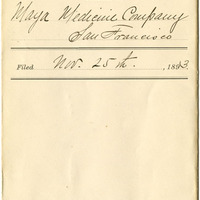 Maya Medicine Company
San Francisco
Filed Nov. 25th, 1893.